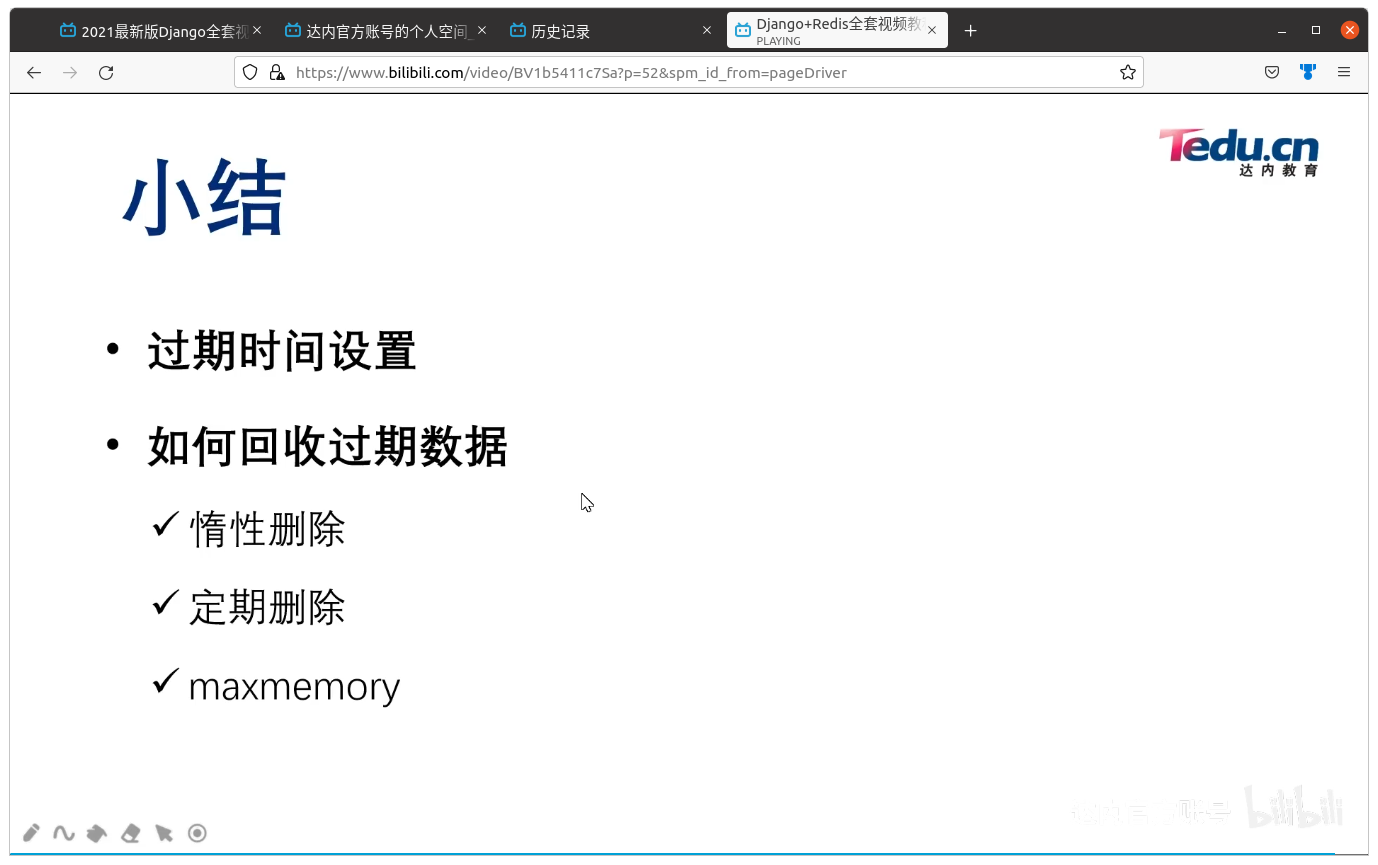 2021最新版Django全套视
达内官方账号的个人空间_
历史记录
Django+Redis全套视频教
PLAYING
https://www.bilibili.com/video/BV1b5411c7Sa?p=52&spm_id_from=pageDriver
Tedu.cn
达内教育
小结
• 过期时间设置
• 如何回收过期数据
✓ 惰性删除
✓ 定期删除
✓ maxmemory
达内官方账号 bilibili